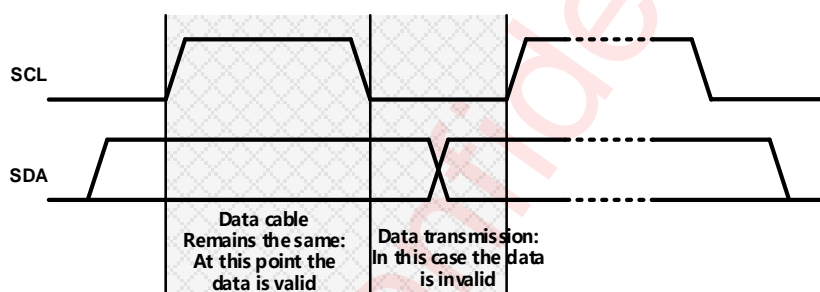 SCL
SDA
Data cable
Remains the same:
At this point the
data is valid
Data transmission:
In this case the data
is invalid